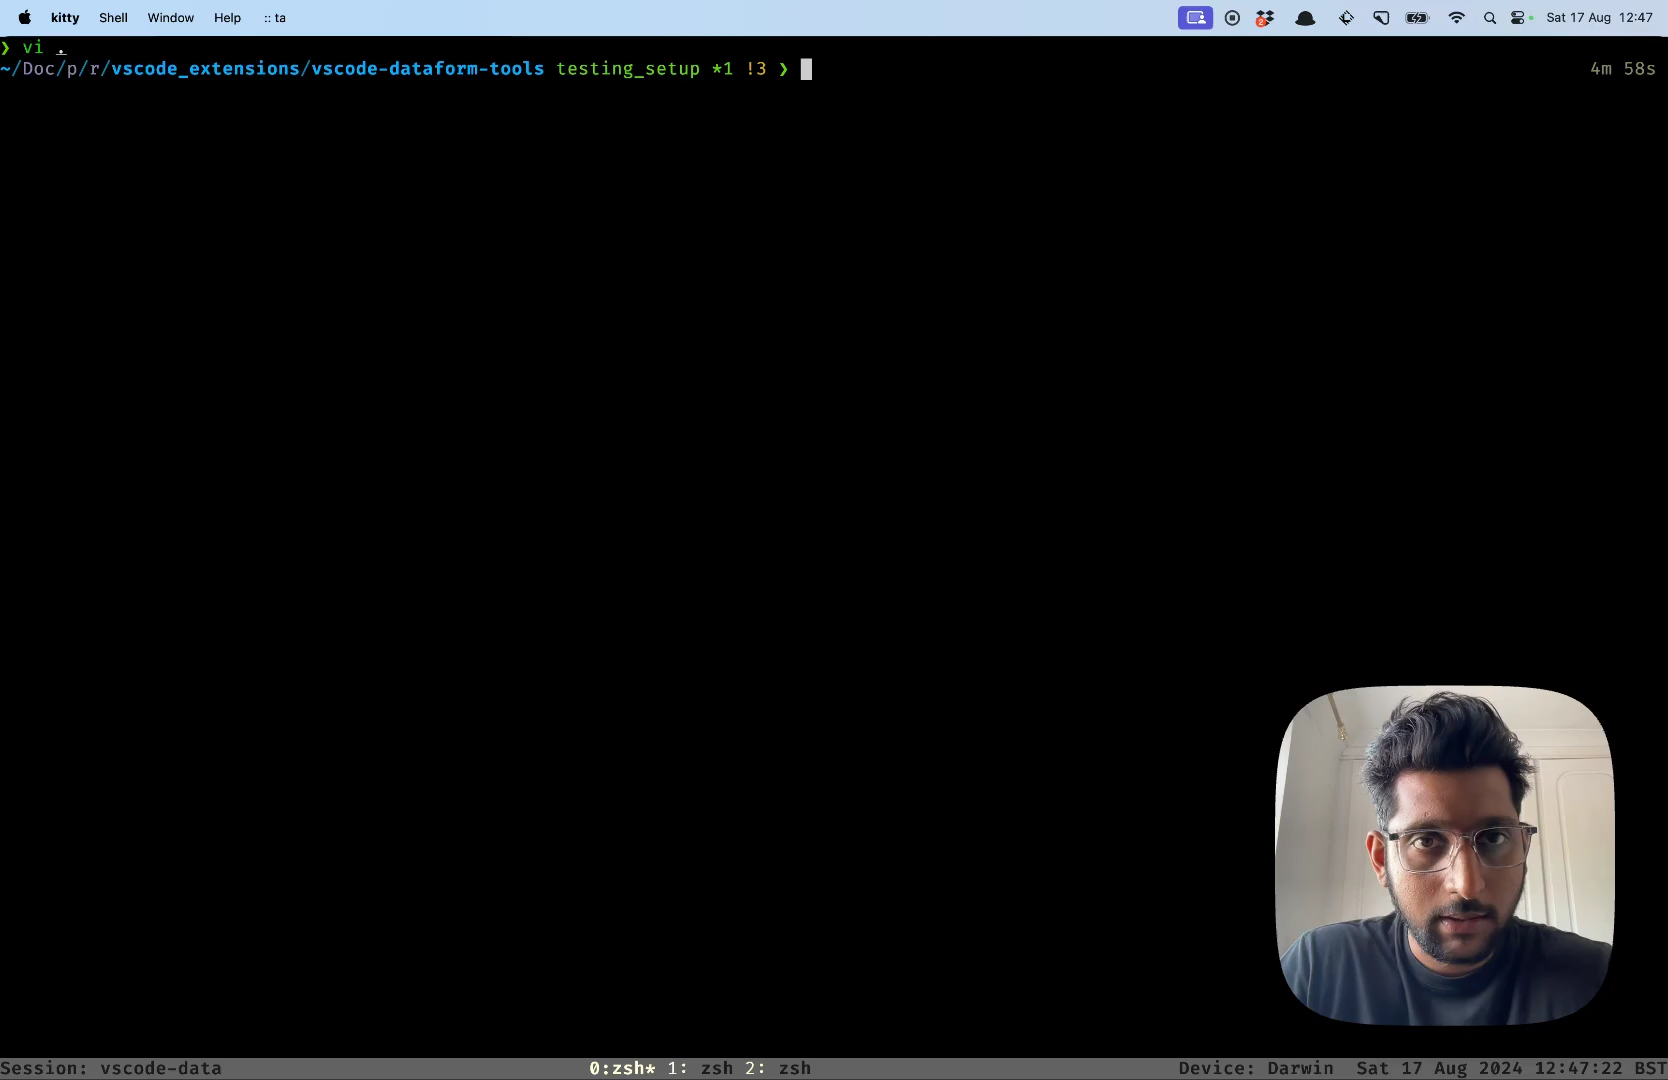 kitty Shell Window Help :: ta 2 Sat 17 Aug 12:47
❯ vi .
~/Doc/p/r/vscode_extensions/vscode-dataform-tools testing_setup *1 !3 ❯ 4m 58s
Session: vscode-data 0:zsh* 1: zsh 2: zsh Device: Darwin Sat 17 Aug 2024 12:47:22 BST